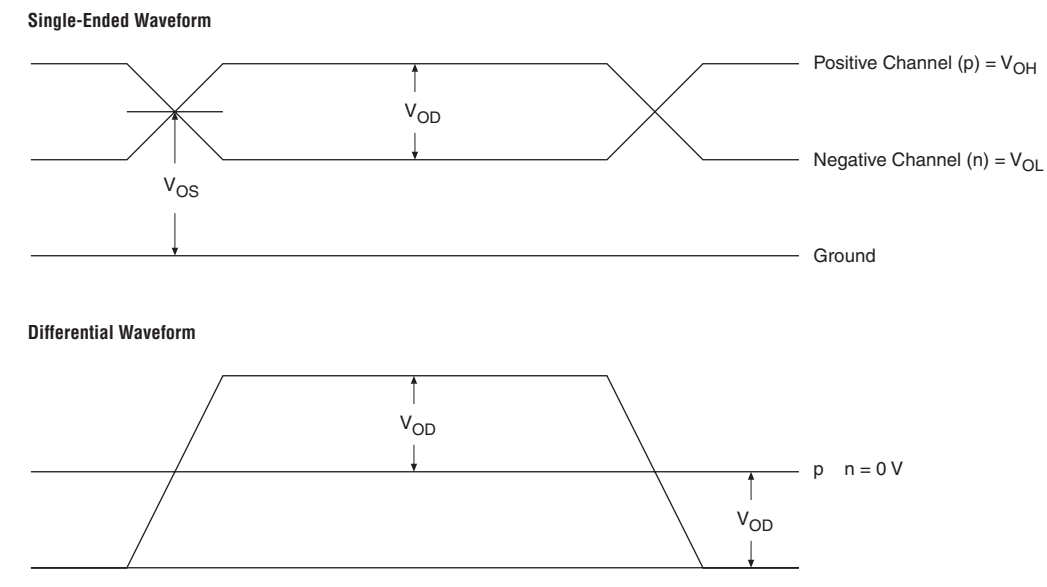 Single-Ended Waveform
Positive Channel (p) = VOH
VOD
Negative Channel (n) = VOL
VOS
Ground
Differential Waveform
VOD
p n = 0 V
VOD